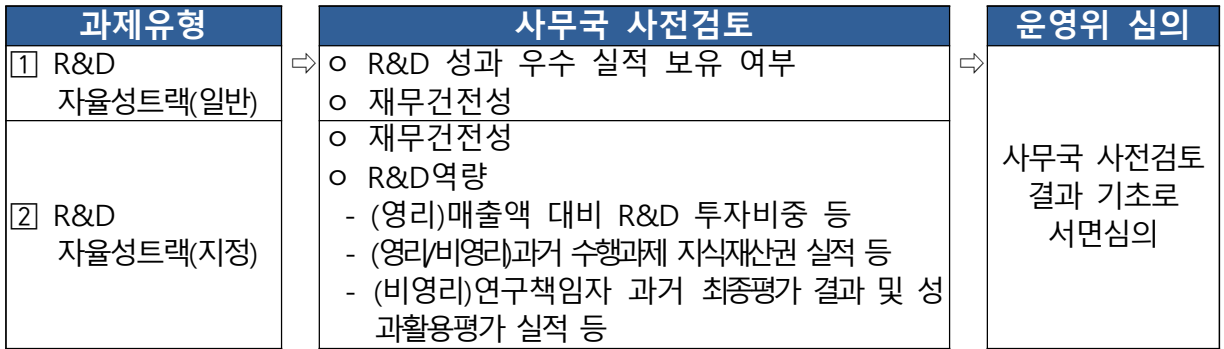 과제유형
사무국 사전검토
운영위 심의
1 R&D
자율성트랙(일반)
⇨
ㅇ R&D 성과 우수 실적 보유 여부
ㅇ 재무건전성
⇨
2 R&D
자율성트랙(지정)
ㅇ 재무건전성
ㅇ R&D역량
- (영리)매출액 대비 R&D 투자비중 등
- (영리/비영리)과거 수행과제 지식재산권 실적 등
- (비영리)연구책임자 과거 최종평가 결과 및 성
과활용평가 실적 등
사무국 사전검토
결과 기초로
서면심의